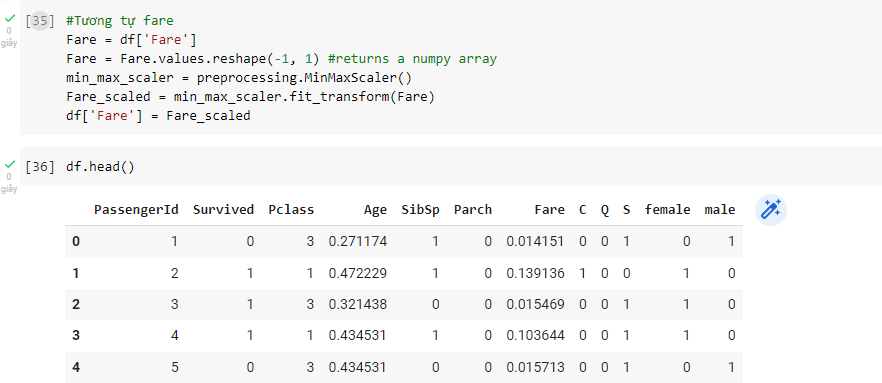 [35] #Tương tự fare
Fare = df['Fare']
Fare = Fare.values.reshape(-1, 1) #returns a numpy array
min_max_scaler = preprocessing.MinMaxScaler()
Fare_scaled = min_max_scaler.fit_transform(Fare)
df['Fare'] = Fare_scaled
0
giây
[36] df.head()
0
giây
PassengerId Survived Pclass Age SibSp Parch Fare C Q S female male
0 1 0 3 0.271174 1 0 0.014151 0 0 1 0 1
1 2 1 1 0.472229 1 0 0.139136 1 0 0 1 0
2 3 1 3 0.321438 0 0 0.015469 0 0 1 1 0
3 4 1 1 0.434531 1 0 0.103644 0 0 1 1 0
4 5 0 3 0.434531 0 0 0.015713 0 0 1 0 1